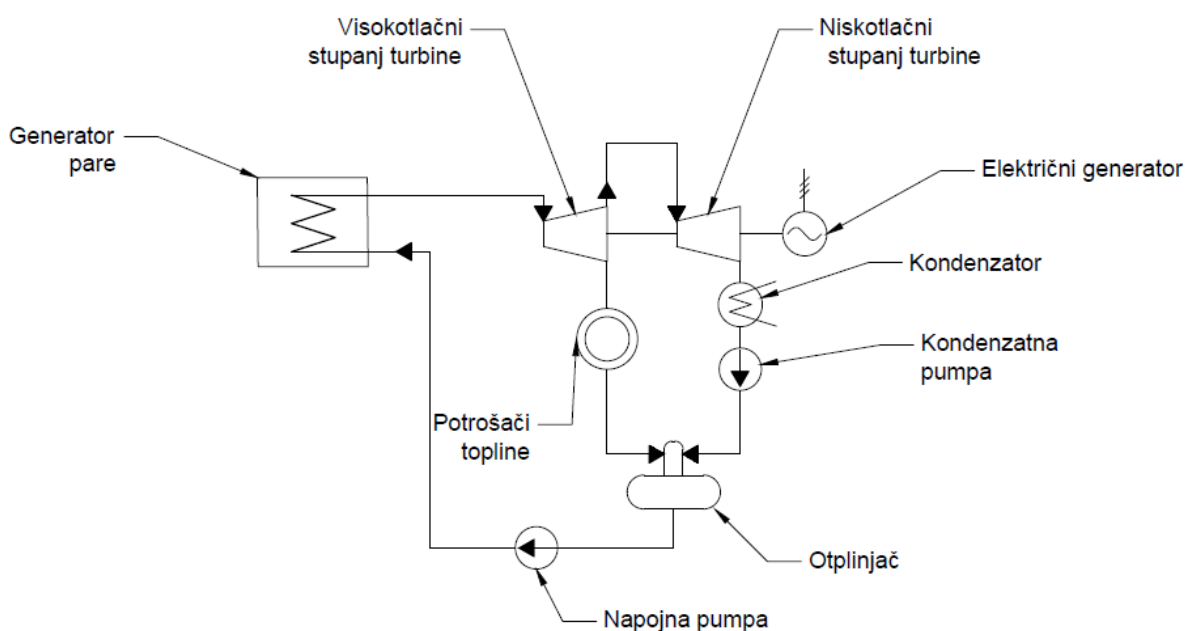 Visokotlačni
stupanj turbine
Niskotlačni
stupanj turbine
Generator
pare
Električni generator
Kondenzator
Kondenzatna
pumpa
Potrošači
topline
Otplinjač
Napojna pumpa